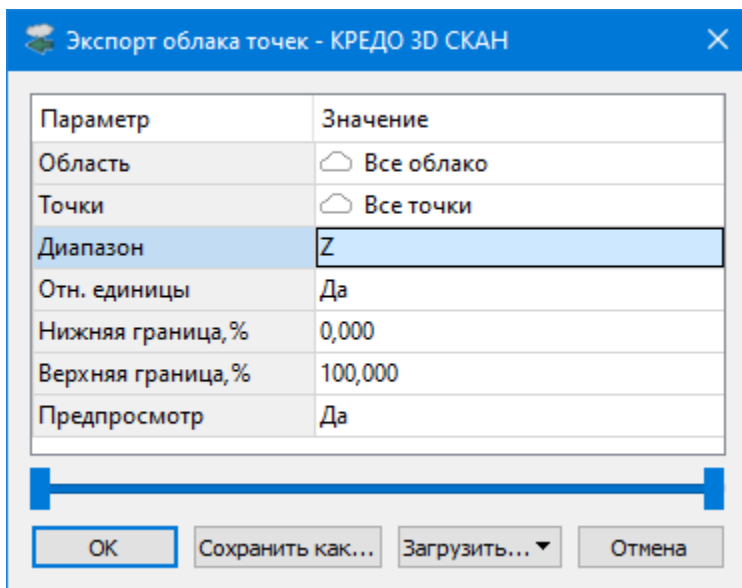 Экспорт облака точек - КРЕДО 3D СКАН
Параметр Значение
Область Все облако
Точки Все точки
Диапазон Z
Отн. единицы Да
Нижняя граница,% 0,000
Верхняя граница,% 100,000
Предпросмотр Да
ОК Сохранить как... Загрузить... Отмена